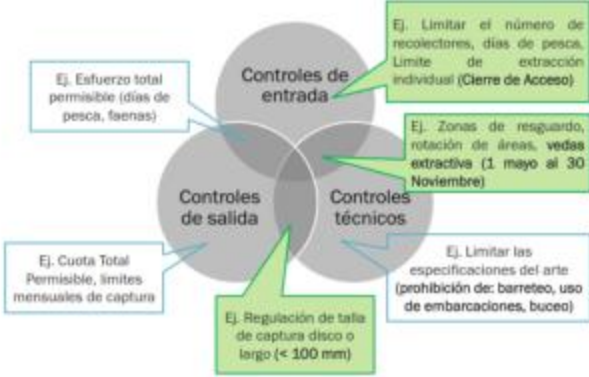 Ej. Limitar el número de
recolectores, días de pesca,
Limite de extracción
individual (Cierre de Acceso)
Controles de
entrada
Ej. Esfuerzo total
permisible (días de
pesca, faenas)
Ej. Zonas de resguardo,
rotación de áreas, vedas
extractiva (1 mayo al 30
Noviembre)
Controles
de salida
Controles
técnicos
Ej. Cuota Total
Permisible, limites
mensuales de captura
Ej. Limitar las
especificaciones del arte
(prohibición de: barreteo, uso
de embarcaciones, buceo)
Ej. Regulación de talla
de captura disco o
largo (< 100 mm)